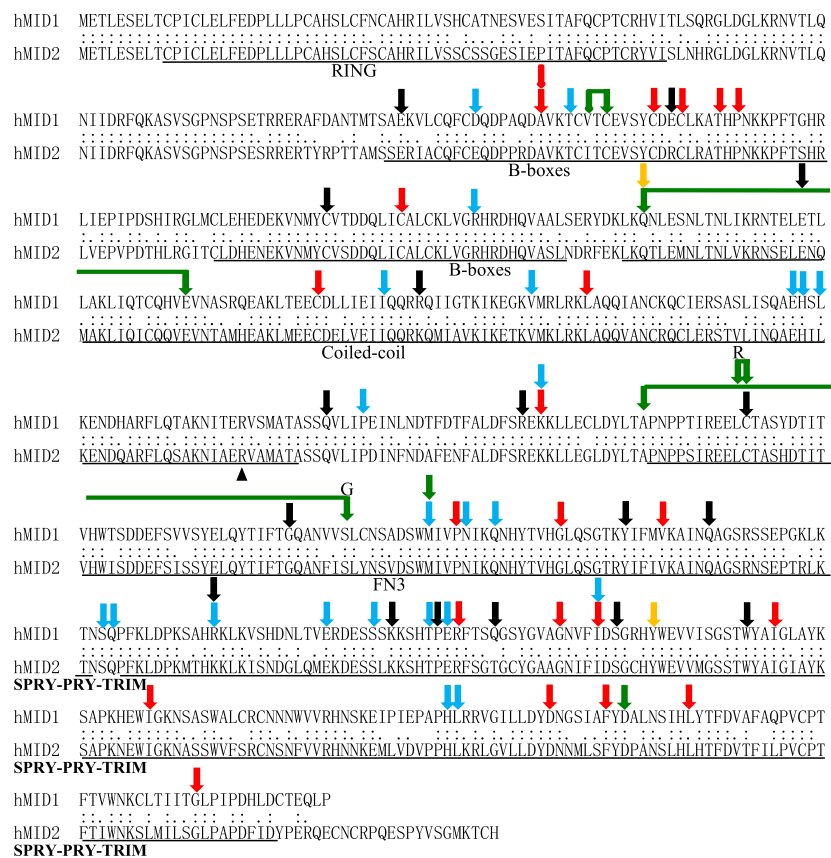 hMID1 METLESELTCPICLELFEDPLLLPCAHSLCFNCAHRILVSHCATNESVESITAFQCPTCRHVITLSQRGLDGLKRNVTLQ
hMID2 METLESELTCPICLELFEDPLLLPCAHSLCFSCAHRILVSSCSSGESIEPITAFQCPTCRYVISLNHRGLDGLKRNVTLQ
RING
hMID1 NIIDRFQKASVSGPNSPSETRRERAFDANTMTSAEKVLCQFCDQDPAQDAVKTCVTCEVSYCDECLKATHPNKKPFTGHR
hMID2 NIIDRFQKASVSGPNSPSESRRERTYRPTTAMSSERIACQFCEQDPPRDAVKTCITCEVSYCDRCLRATHPNKKPFTSHR
B-boxes
hMID1 LIEPIPDSHIRGLMCLEHEDEKVNMYCVTDDQLICALCKLVGRHRDHQVAALSERYDKLKQNLESNLTNLIKRNTELETL
hMID2 LVEPVPDTHLRGITCLDHENEKVNMYCVSDDQLICALCKLVGRHRDHQVASLNDRFEKLKQTLEMNLTNLVKRNSELENQ
B-boxes
hMID1 LAKLIQTCQHVEVNASRQEAKLTEECDLLIEIIQQRRQIIGTKIKEGKVMRLRKLAQQIANCKQCIERSASLISQAEHSL
hMID2 MAKLIQICQQVEVNTAMHEAKLMEECDELVEIIQQRKQMIAVKIKETKVMKLRKLAQQVANCRQCLERSTVLINQAEHIL
Coiled-coil
R
hMID1 KENDHARFLQTAKNITERVSMATASSQVLIPEINLNDTFDTFALDFSREKKLLECLDYLTAPNPPTIREELCTASYDTIT
hMID2 KENDQARFLQSAKNIAERVAMATASSQVLIPDINFNDAFENFALDFSREKKLLEGLDYLTAPNPPSIREELCTASHDTIT
G
hMID1 VHWTSDDEFSVVSYELQYTIFTGQANVVSLCNSADSWMIVPNIKQNHYTVHGLQSGTKYIFMVKAINQAGSRSSEPGKLK
hMID2 VHWISDDEFSISSYELQYTIFTGQANFISLYNSVDSWMIVPNIKQNHYTVHGLQSGTRYIFIVKAINQAGSRNSEPTRLK
FN3
hMID1 TNSQPFKLDPKSAHRKLKVSHDNLTVERDESSSKKSHTPERFTSQGSYGVAGNVFIDSGRHYWEVVISGSTWYAIGLAYK
hMID2 TNSQPFKLDPKMTHKKLKISNDGLQMEKDESSLKKSHTPERFSGTGCYGAAGNIFIDSGCHYWEVVMGSSTWYAIGIAYK
SPRY-PRY-TRIM
hMID1 SAPKHEWIGKNSASWALCRCNNNWVVRHNSKEIPIEPAPHLRRVGILLDYDNGSIAFYDALNSIHLYTFDVAFAQPVCPT
hMID2 SAPKNEWIGKNASSWVFSRCNSNFVVRHNNKEMLVDVPPHLKRLGVLLDYDNNMLSFYDPANSLHLHTFDVTFILPVCPT
SPRY-PRY-TRIM
hMID1 FTVWNKCLTIITGLPIPDHLDCTEQLP
hMID2 FTIWNKSLMILSGLPAPDFIDYPERQECNCRPQESPYVSGMKTCH
SPRY-PRY-TRIM